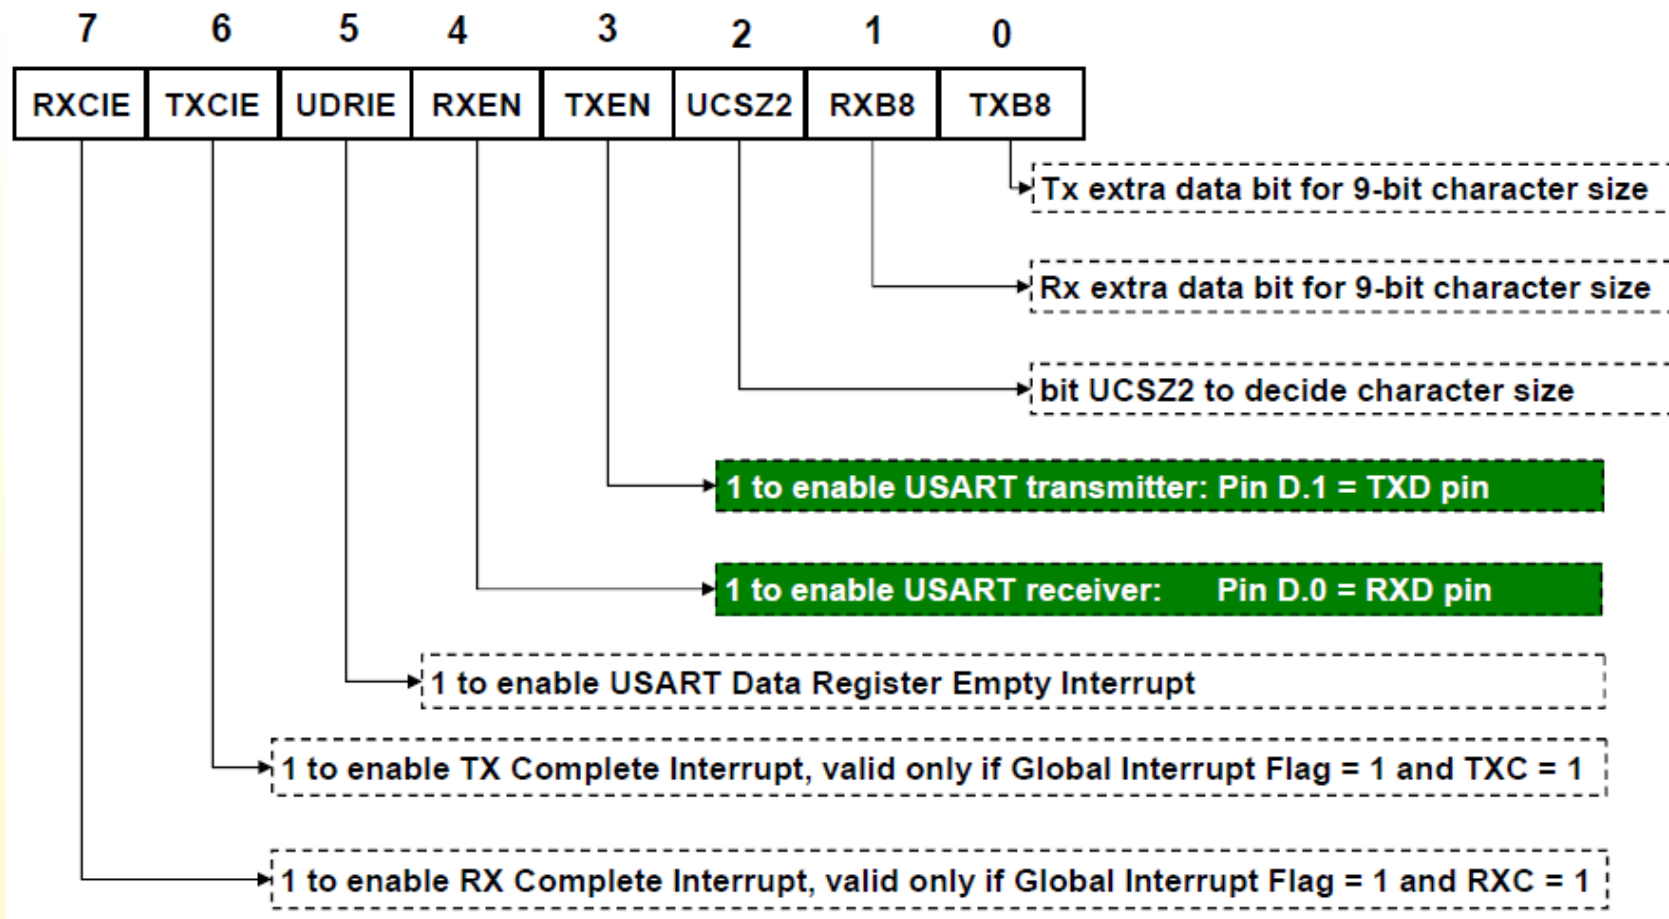 7 6 5 4 3 2 1 0
RXCIE TXCIE UDRIE RXEN TXEN UCSZ2 RXB8 TXB8
Tx extra data bit for 9-bit character size
Rx extra data bit for 9-bit character size
bit UCSZ2 to decide character size
1 to enable USART transmitter: Pin D.1 = TXD pin
1 to enable USART receiver: Pin D.0 = RXD pin
1 to enable USART Data Register Empty Interrupt
1 to enable TX Complete Interrupt, valid only if Global Interrupt Flag = 1 and TXC = 1
1 to enable RX Complete Interrupt, valid only if Global Interrupt Flag = 1 and RXC = 1